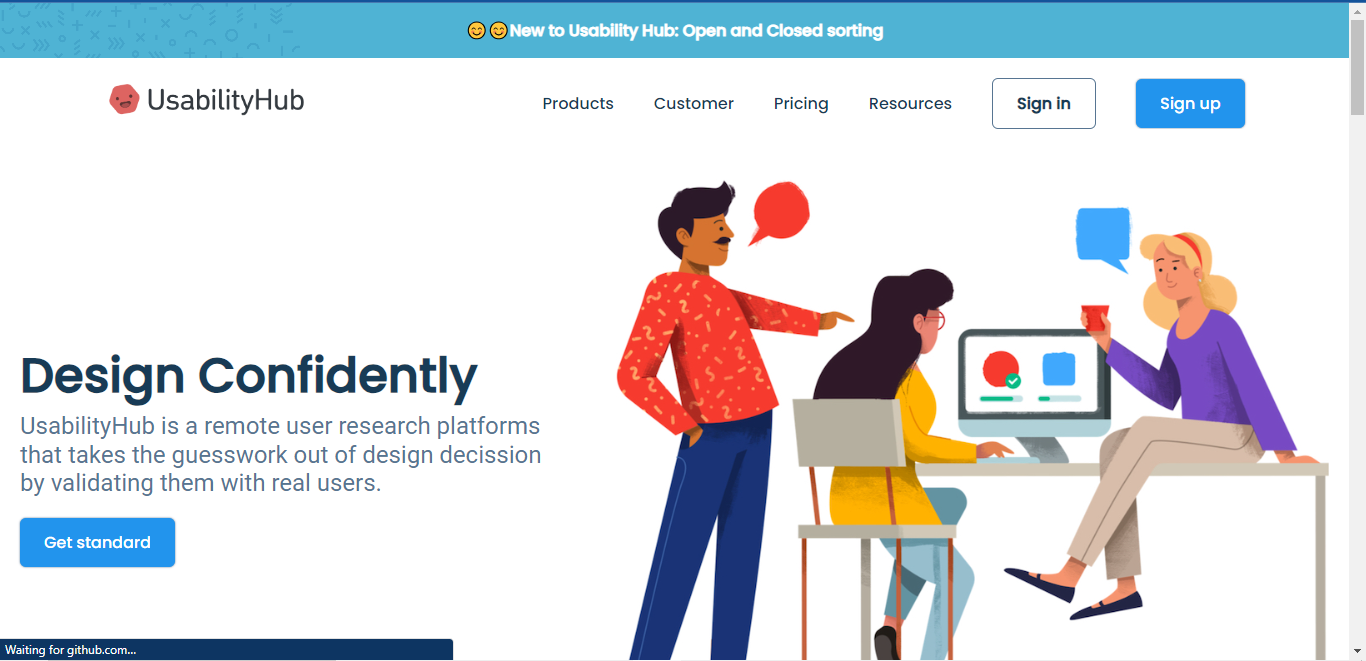 😊😊New to Usability Hub: Open and Closed sorting
UsabilityHub
Products Customer Pricing Resources Sign in Sign up
Design Confidently
UsabilityHub is a remote user research platforms
that takes the guesswork out of design decission
by validating them with real users.
Get standard
Waiting for github.com...